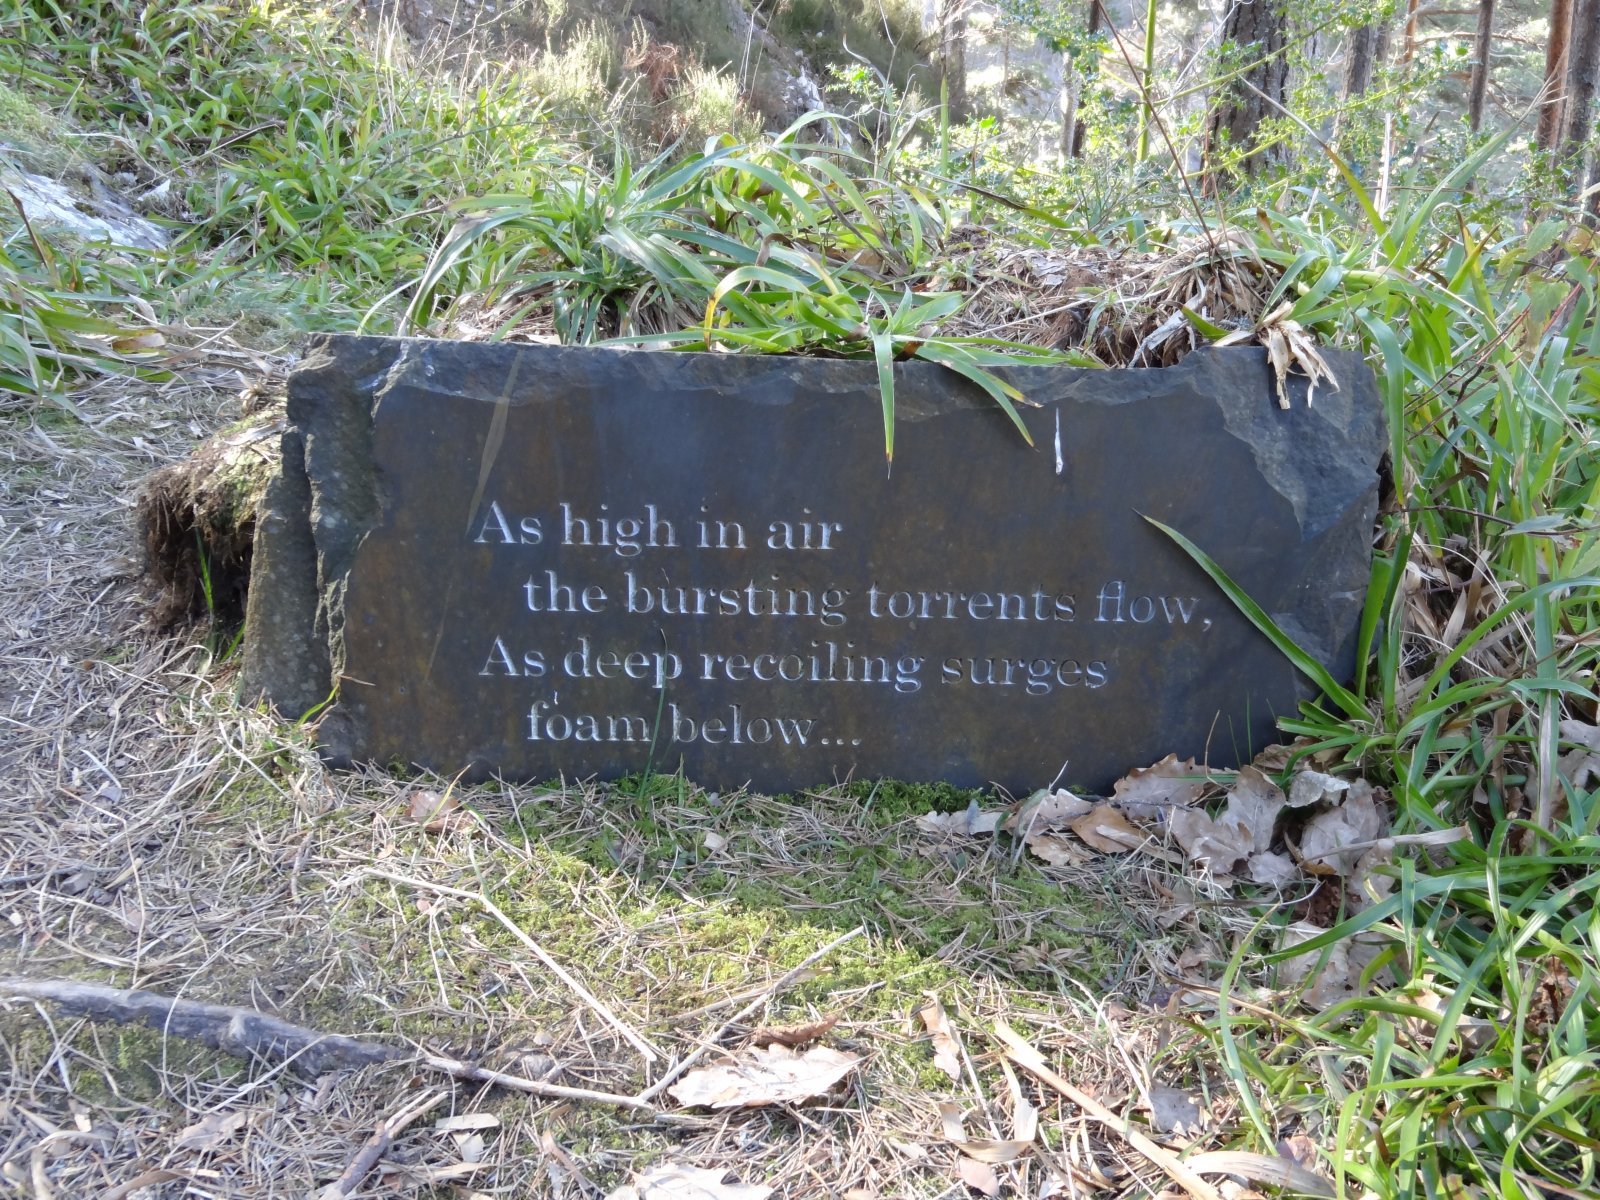 As high in air
the bursting torrents flow,
As deep recoiling surges
foam below...